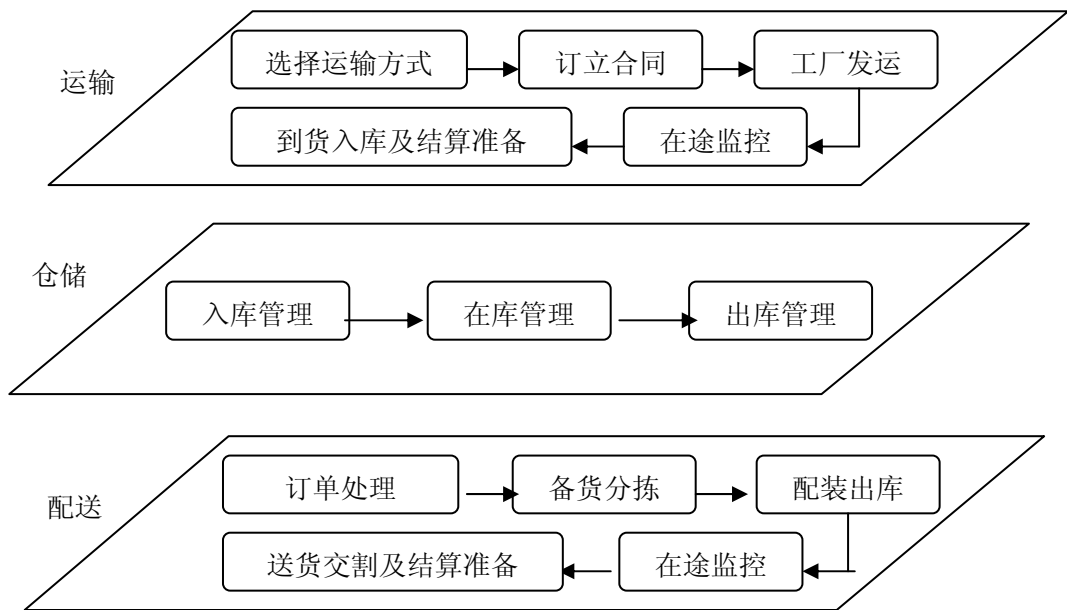 运输
选择运输方式
订立合同
工厂发运
到货入库及结算准备
在途监控
仓储
入库管理
在库管理
出库管理
配送
订单处理
备货分拣
配装出库
送货交割及结算准备
在途监控